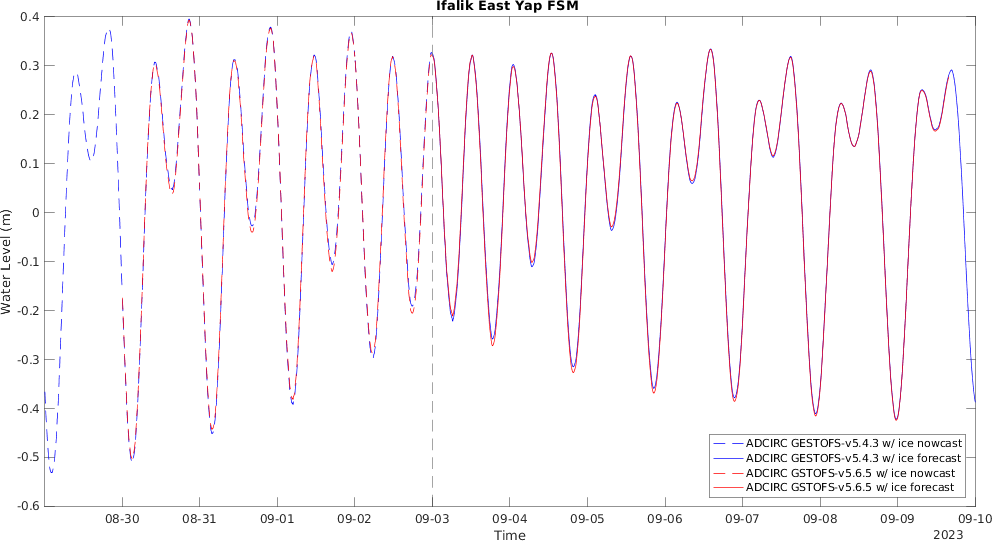 Ifalik East Yap FSM
0.4
0.3
0.2
0.1
0
-0.1
-0.2
-0.3
-0.4
-0.5
-0.6
Water Level (m)
ADCIRC GESTOFS-v5.4.3 w/ ice nowcast
ADCIRC GESTOFS-v5.4.3 w/ ice forecast
ADCIRC GSTOFS-v5.6.5 w/ ice nowcast
ADCIRC GSTOFS-v5.6.5 w/ ice forecast
08-30 08-31 09-01 09-02 09-03 09-04 09-05 09-06 09-07 09-08 09-09 09-10
Time
2023